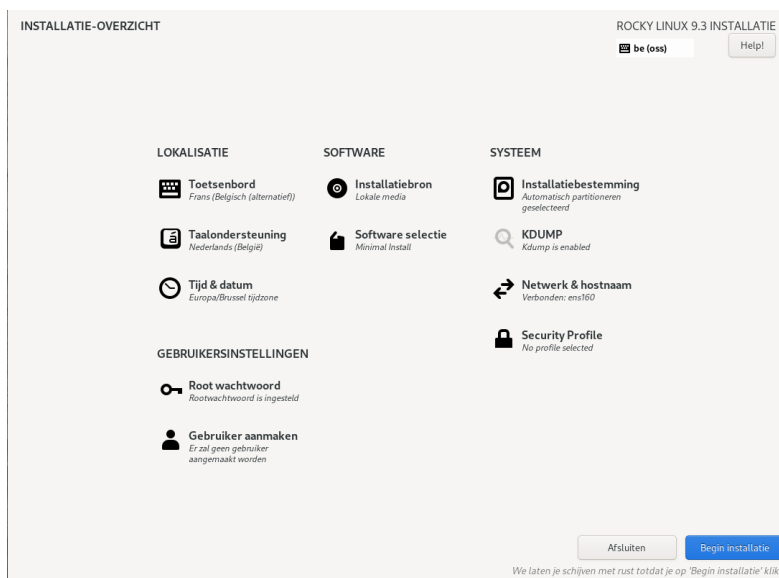 INSTALLATIE-OVERZICHT
ROCKY LINUX 9.3 INSTALLATIE
be (oss)
Help!
LOKALISATIE
Toetsenbord
Frans (Belgisch (alternatief))
Taalondersteuning
Nederlands (België)
Tijd & datum
Europa/Brussel tijdzone
SOFTWARE
Installatiebron
Lokale media
Software selectie
Minimal Install
SYSTEEM
Installatiebestemming
Automatisch partitioneren
geselecteerd
KDUMP
Kdump is enabled
Netwerk & hostnaam
Verbonden: ens160
Security Profile
No profile selected
GEBRUIKERSINSTELLINGEN
Root wachtwoord
Rootwachtwoord is ingesteld
Gebruiker aanmaken
Er zal geen gebruiker
aangemaakt worden
Afsluiten
Begin installatie
We laten je schijven met rust totdat je op 'Begin installatie' klik